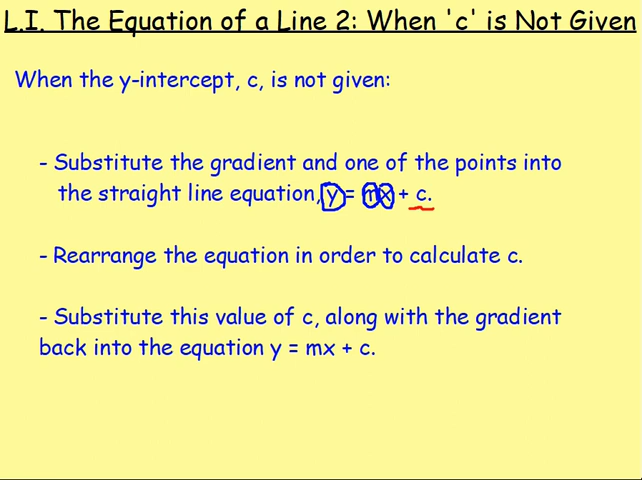 L.I. The Equation of a Line 2: When 'c' is Not Given
When the y-intercept, c, is not given:
- Substitute the gradient and one of the points into
the straight line equation, y = mx + c.
- Rearrange the equation in order to calculate c.
- Substitute this value of c, along with the gradient
back into the equation y = mx + c.